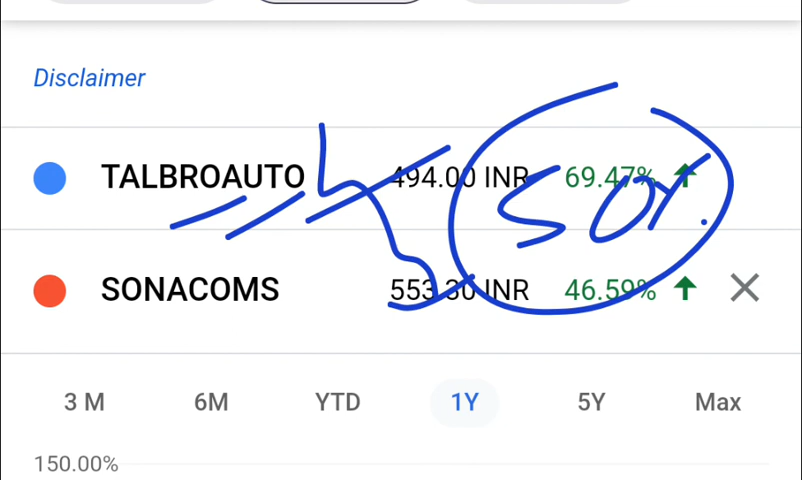 Disclaimer
TALBROAUTO 494.00 INR 69.47%
50%
SONACOMS 553.30 INR 46.59%
3 M 6M YTD 1Y 5Y Max
150.00%